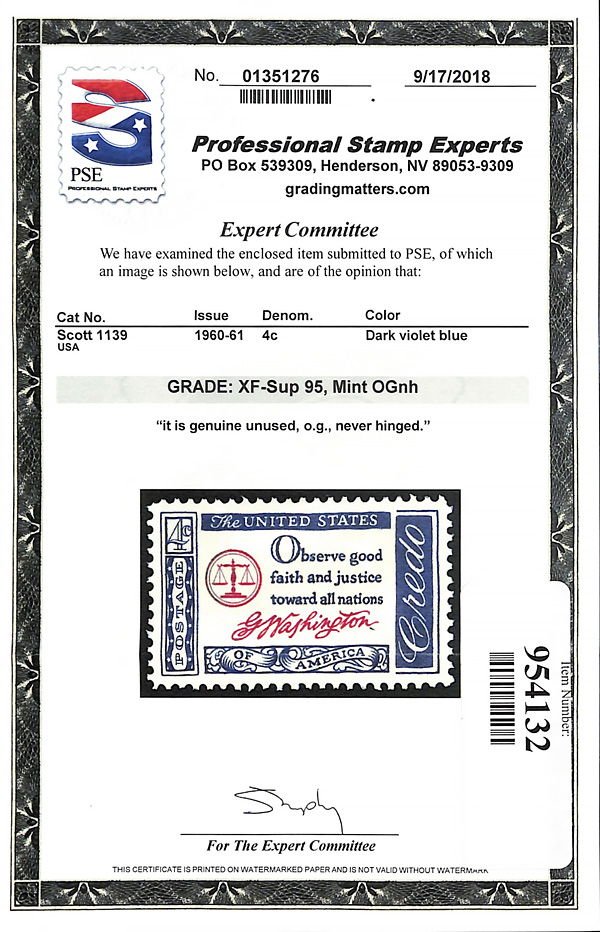 No. 01351276
9/17/2018
PSE
PROFESSIONAL STAMP EXPERTS
Professional Stamp Experts
PO Box 539309, Henderson, NV 89053-9309
gradingmatters.com
Expert Committee
We have examined the enclosed item submitted to PSE, of which
an image is shown below, and are of the opinion that:
Cat No. Issue Denom. Color
Scott 1139 1960-61 4c Dark violet blue
USA
GRADE: XF-Sup 95, Mint OGnh
“it is genuine unused, o.g., never hinged.”
4c
POSTAGE
The UNITED STATES
Observe good
faith and justice
toward all nations
G Washington
OF AMERICA
Credo
Item Number:
954132
For The Expert Committee
THIS CERTIFICATE IS PRINTED ON WATERMARKED PAPER AND IS NOT VALID WITHOUT WATERMARK